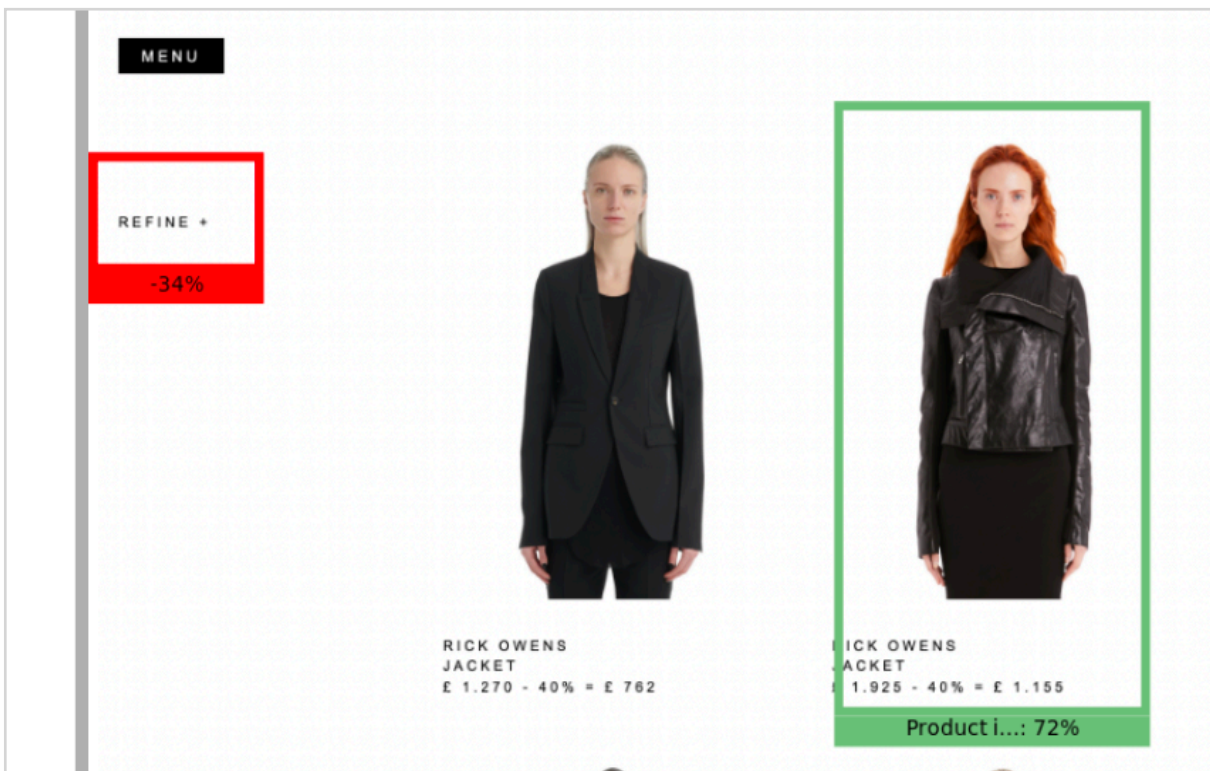 MENU
REFINE +
-34%
RICK OWENS
JACKET
£ 1.270 - 40% = £ 762
RICK OWENS
JACKET
£ 1.925 - 40% = £ 1.155
Product i...: 72%